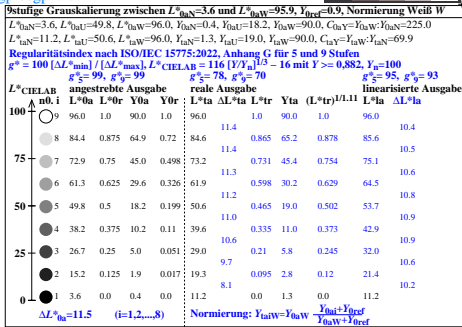 9stufige Grauskalierung zwischen L*0aN=3.6 und L*0aW=95.9, Y0ref=0.9, Normierung Weiß W
L*0aN=3.6, L*0aU=49.8, L*0aW=96.0, Y0aN=0.4, Y0aU=18.2, Y0aW=90.0, C0aY=Y0aW:Y0aN=225.0
L*taN=11.2, L*taU=50.6, L*taW=96.0, YtaN=1.3, YtaU=19.0, YtaW=90.0, CtaY=YtaW:YtaN=69.9
Regularitätsindex nach ISO/IEC 15775:2022, Anhang G für 5 und 9 Stufen
g* = 100 [ΔL*min] / [ΔL*max], L*CIELAB = 116 [Y/Yn]1/3 – 16 mit Y >= 0,882, Yn=100
g*5= 99, g*9= 99 g*5= 78, g*9= 70 g*5= 95, g*9= 93
L*CIELAB angestrebte Ausgabe reale Ausgabe linearisierte Ausgabe
n0. i L*0a L*0r Y0a Y0r L*ta ΔL*ta L*tr Yta (L*tr)1/1.11 L*la ΔL*la
100
9 96.0 1.0 90.0 1.0 96.0 1.0 90.0 1.0 96.0
11.4 10.4
8 84.4 0.875 64.9 0.72 84.6 0.865 65.2 0.878 85.6
11.4 10.5
75
7 72.9 0.75 45.0 0.498 73.1 0.731 45.4 0.754 75.1
11.3 10.6
6 61.3 0.625 29.6 0.326 61.9 0.598 30.2 0.629 64.5
11.2 10.8
50
5 49.8 0.5 18.2 0.199 50.6 0.465 19.0 0.502 53.7
11.0 10.9
4 38.2 0.375 10.2 0.11 39.6 0.335 11.0 0.373 42.9
10.6 10.9
25
3 26.7 0.25 5.0 0.051 29.0 0.21 5.8 0.245 32.0
9.7 10.6
2 15.2 0.125 1.9 0.017 19.3 0.095 2.8 0.12 21.4
8.1 10.2
0
1 3.6 0.0 0.4 0.0 11.2 0.0 1.3 0.0 11.2
ΔL*0a=11.5 (i=1,2,...,8) Normierung: YtaiW=Y0aW Y0ai+Y0ref
Y0aW+Y0ref